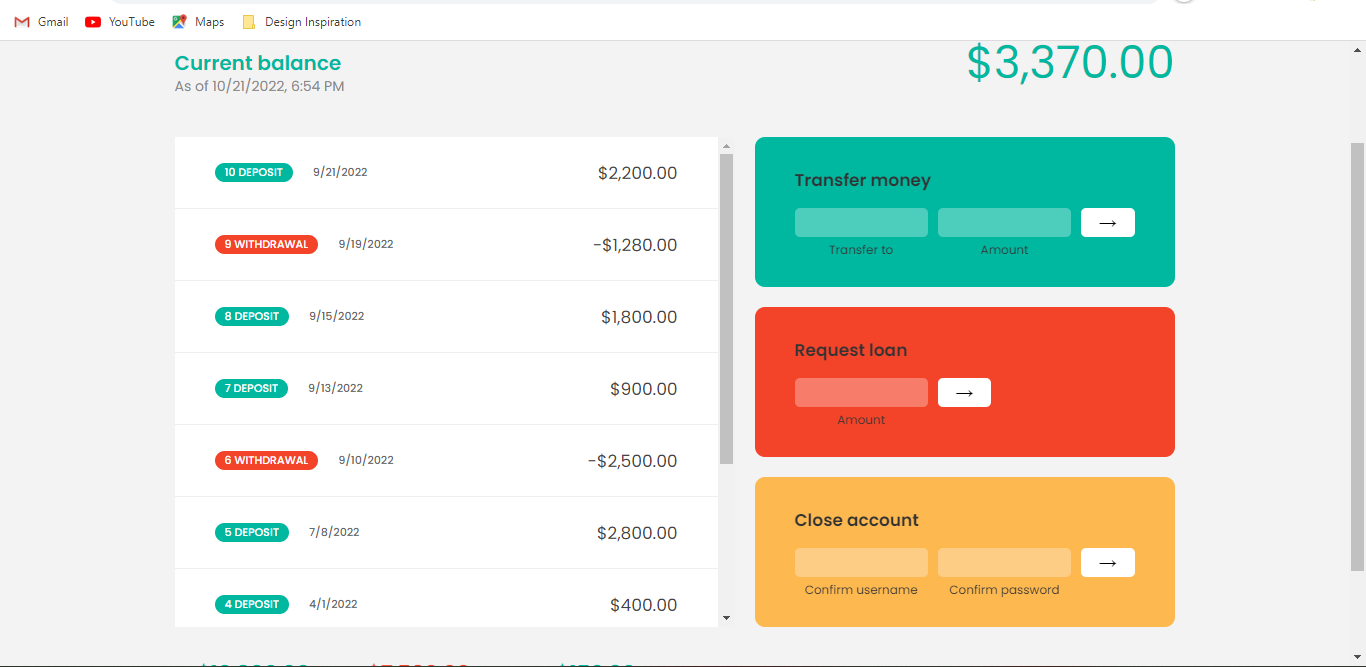 Gmail YouTube Maps Design Inspiration
Current balance
As of 10/21/2022, 6:54 PM
$3,370.00
10 DEPOSIT 9/21/2022 $2,200.00
9 WITHDRAWAL 9/19/2022 -$1,280.00
8 DEPOSIT 9/15/2022 $1,800.00
7 DEPOSIT 9/13/2022 $900.00
6 WITHDRAWAL 9/10/2022 -$2,500.00
5 DEPOSIT 7/8/2022 $2,800.00
4 DEPOSIT 4/1/2022 $400.00
Transfer money
→
Transfer to Amount
Request loan
→
Amount
Close account
→
Confirm username Confirm password